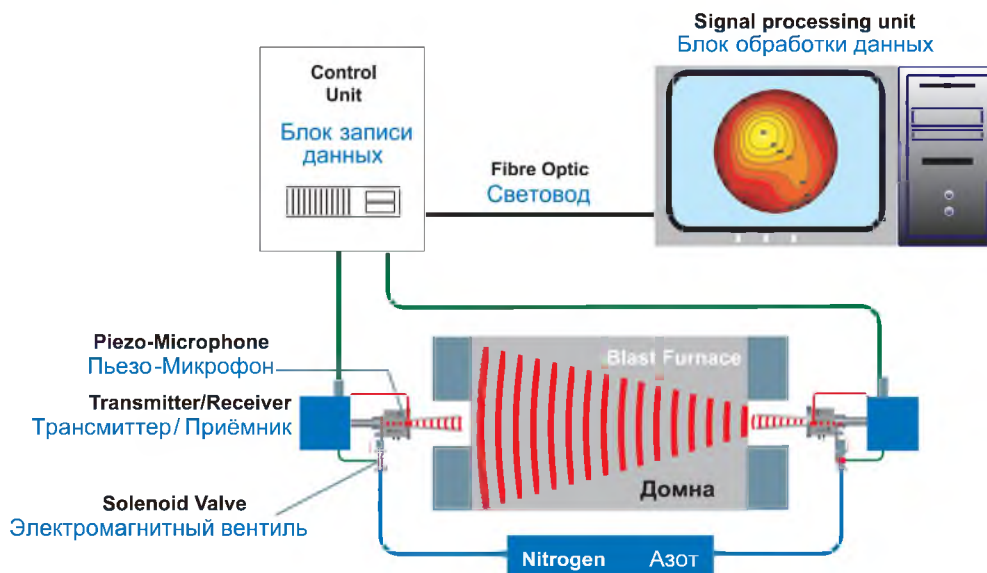 Signal processing unit
Блок обработки данных
Control
Unit
Блок записи
данных
Fibre Optic
Световод
Piezo-Microphone
Пьезо-Микрофон
Blast Furnace
Transmitter/Receiver
Трансмиттер/Приёмник
Домна
Solenoid Valve
Электромагнитный вентиль
Nitrogen Азот